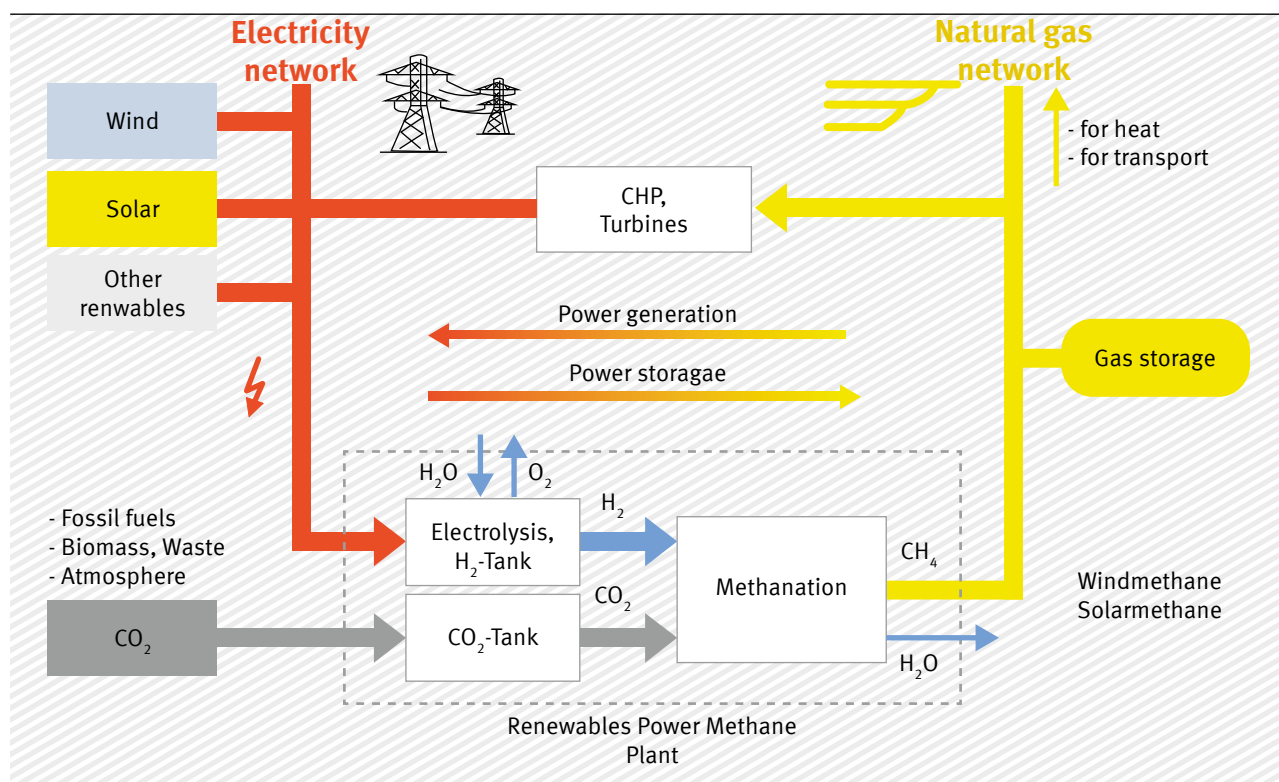 Electricity
network
Natural gas
network
Wind
- for heat
- for transport
Solar
CHP,
Turbines
Other
renwables
Power generation
Gas storage
Power storagae
H₂O
O₂
- Fossil fuels
- Biomass, Waste
- Atmosphere
Electrolysis,
H₂-Tank
H₂
CH₄
Methanation
Windmethane
Solarmethane
CO₂
CO₂
CO₂-Tank
H₂O
Renewables Power Methane
Plant